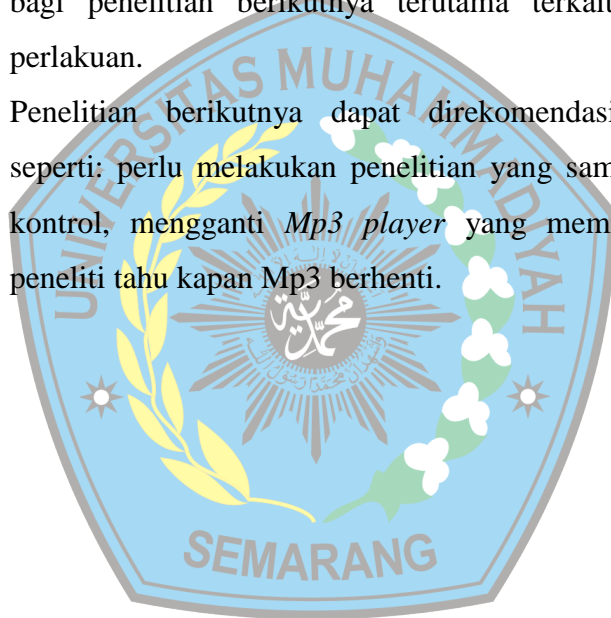 bagi penelitian berikutnya terutama terkait
perlakuan.
Penelitian berikutnya dapat direkomendasi
seperti: perlu melakukan penelitian yang sam
kontrol, mengganti Mp3 player yang mem
peneliti tahu kapan Mp3 berhenti.
UNIVERSITAS MUHAMMADIYAH
SEMARANG